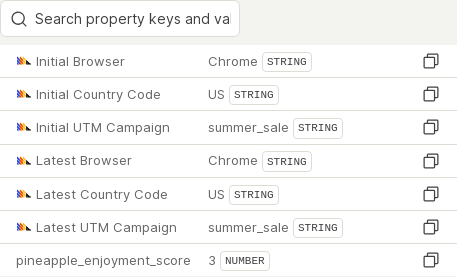 Search property keys and val
Initial Browser Chrome STRING
Initial Country Code US STRING
Initial UTM Campaign summer_sale STRING
Latest Browser Chrome STRING
Latest Country Code US STRING
Latest UTM Campaign summer_sale STRING
pineapple_enjoyment_score 3 NUMBER